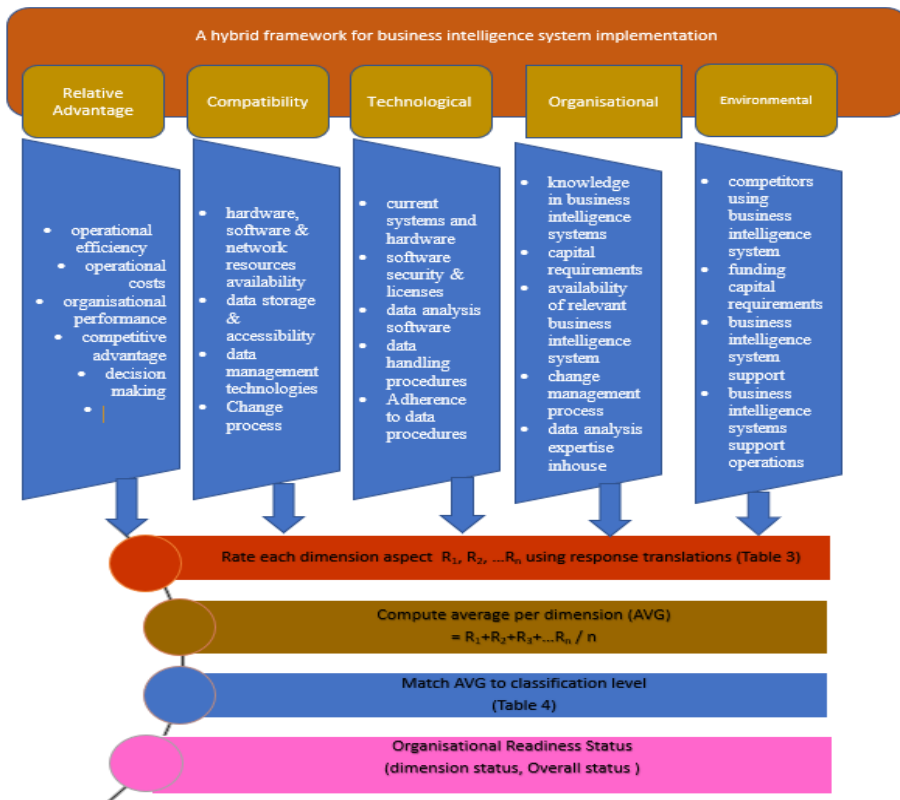 A hybrid framework for business intelligence system implementation
Relative
Advantage
Compatibility
Technological
Organisational
Environmental
• operational
efficiency
• operational
costs
• organisational
performance
• competitive
advantage
• decision
making
•
• hardware,
software &
network
resources
availability
• data storage
&
accessibility
• data
management
technologies
• Change
process
• current
systems and
hardware
• software
security &
licenses
• data analysis
software
• data
handling
procedures
• Adherence
to data
procedures
• knowledge
in business
intelligence
systems
• capital
requirements
• availability
of relevant
business
intelligence
system
• change
management
process
• data analysis
expertise
inhouse
• competitors
using
business
intelligence
system
• funding
capital
requirements
• business
intelligence
system
support
• business
intelligence
systems
support
operations
Rate each dimension aspect R₁, R₂, ...Rₙ using response translations (Table 3)
Compute average per dimension (AVG)
= R₁+R₂+R₃+...Rₙ / n
Match AVG to classification level
(Table 4)
Organisational Readiness Status
(dimension status, Overall status )